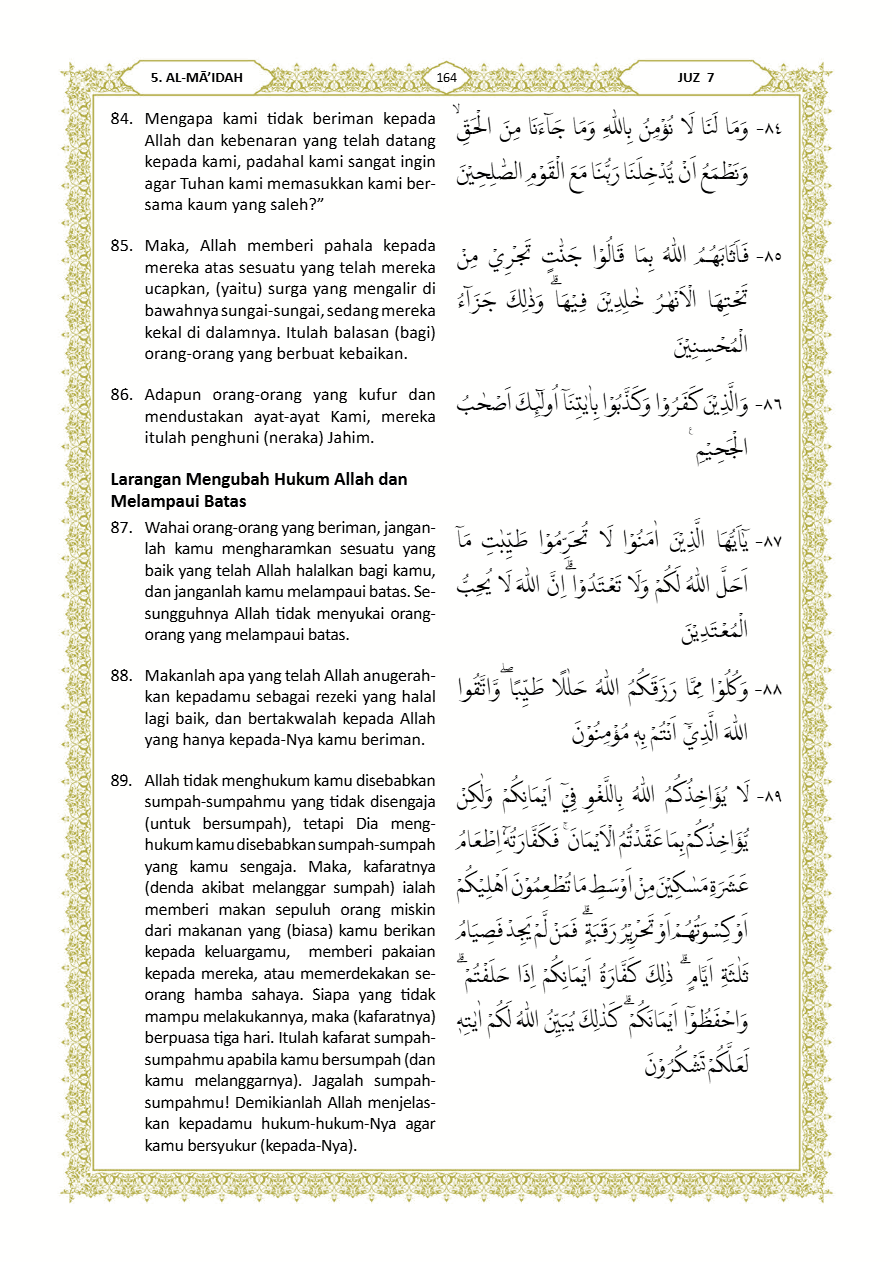 5. AL-MĀ’IDAH
164
JUZ 7
84. Mengapa kami tidak beriman kepada
Allah dan kebenaran yang telah datang
kepada kami, padahal kami sangat ingin
agar Tuhan kami memasukkan kami ber-
sama kaum yang saleh?”
٨٤- وَمَا لَنَا لَا نُؤْمِنُ بِاللّٰهِ وَمَا جَاۤءَنَا مِنَ الْحَقِّۙ
وَنَطْمَعُ اَنْ يُّدْخِلَنَا رَبُّنَا مَعَ الْقَوْمِ الصّٰلِحِيْنَ
85. Maka, Allah memberi pahala kepada
mereka atas sesuatu yang telah mereka
ucapkan, (yaitu) surga yang mengalir di
bawahnya sungai-sungai, sedang mereka
kekal di dalamnya. Itulah balasan (bagi)
orang-orang yang berbuat kebaikan.
٨٥- فَاَثَابَهُمُ اللّٰهُ بِمَا قَالُوْا جَنّٰتٍ تَجْرِيْ مِنْ
تَحْتِهَا الْاَنْهٰرُ خٰلِدِيْنَ فِيْهَاۗ وَذٰلِكَ جَزَاۤءُ
الْمُحْسِنِيْنَ
86. Adapun orang-orang yang kufur dan
mendustakan ayat-ayat Kami, mereka
itulah penghuni (neraka) Jahim.
٨٦- وَالَّذِيْنَ كَفَرُوْا وَكَذَّبُوْا بِاٰيٰتِنَآ اُولٰۤىِٕكَ اَصْحٰبُ
الْجَحِيْمِ ࣖ
Larangan Mengubah Hukum Allah dan
Melampaui Batas
87. Wahai orang-orang yang beriman, jangan-
lah kamu mengharamkan sesuatu yang
baik yang telah Allah halalkan bagi kamu,
dan janganlah kamu melampaui batas. Se-
sungguhnya Allah tidak menyukai orang-
orang yang melampaui batas.
٨٧- يٰٓاَيُّهَا الَّذِيْنَ اٰمَنُوْا لَا تُحَرِّمُوْا طَيِّبٰتِ مَآ
اَحَلَّ اللّٰهُ لَكُمْ وَلَا تَعْتَدُوْاۗ اِنَّ اللّٰهَ لَا يُحِبُّ
الْمُعْتَدِيْنَ
88. Makanlah apa yang telah Allah anugerah-
kan kepadamu sebagai rezeki yang halal
lagi baik, dan bertakwalah kepada Allah
yang hanya kepada-Nya kamu beriman.
٨٨- وَكُلُوْا مِمَّا رَزَقَكُمُ اللّٰهُ حَلٰلًا طَيِّبًاۖ وَّاتَّقُوا
اللّٰهَ الَّذِيْٓ اَنْتُمْ بِهٖ مُؤْمِنُوْنَ
89. Allah tidak menghukum kamu disebabkan
sumpah-sumpahmu yang tidak disengaja
(untuk bersumpah), tetapi Dia meng-
hukum kamu disebabkan sumpah-sumpah
yang kamu sengaja. Maka, kafaratnya
(denda akibat melanggar sumpah) ialah
memberi makan sepuluh orang miskin
dari makanan yang (biasa) kamu berikan
kepada keluargamu, memberi pakaian
kepada mereka, atau memerdekakan se-
orang hamba sahaya. Siapa yang tidak
mampu melakukannya, maka (kafaratnya)
berpuasa tiga hari. Itulah kafarat sumpah-
sumpahmu apabila kamu bersumpah (dan
kamu melanggarnya). Jagalah sumpah-
sumpahmu! Demikianlah Allah menjelas-
kan kepadamu hukum-hukum-Nya agar
kamu bersyukur (kepada-Nya).
٨٩- لَا يُؤَاخِذُكُمُ اللّٰهُ بِاللَّغْوِ فِيْٓ اَيْمَانِكُمْ وَلٰكِنْ
يُّؤَاخِذُكُمْ بِمَا عَقَّدْتُّمُ الْاَيْمَانَۚ فَكَفَّارَتُهٗٓ اِطْعَامُ
عَشَرَةِ مَسٰكِيْنَ مِنْ اَوْسَطِ مَا تُطْعِمُوْنَ اَهْلِيْكُمْ
اَوْ كِسْوَتُهُمْ اَوْ تَحْرِيْرُ رَقَبَةٍۗ فَمَنْ لَّمْ يَجِدْ فَصِيَامُ
ثَلٰثَةِ اَيَّامٍۗ ذٰلِكَ كَفَّارَةُ اَيْمَانِكُمْ اِذَا حَلَفْتُمْۗ
وَاحْفَظُوْٓا اَيْمَانَكُمْۗ كَذٰلِكَ يُبَيِّنُ اللّٰهُ لَكُمْ اٰيٰتِهٖ
لَعَلَّكُمْ تَشْكُرُوْنَ